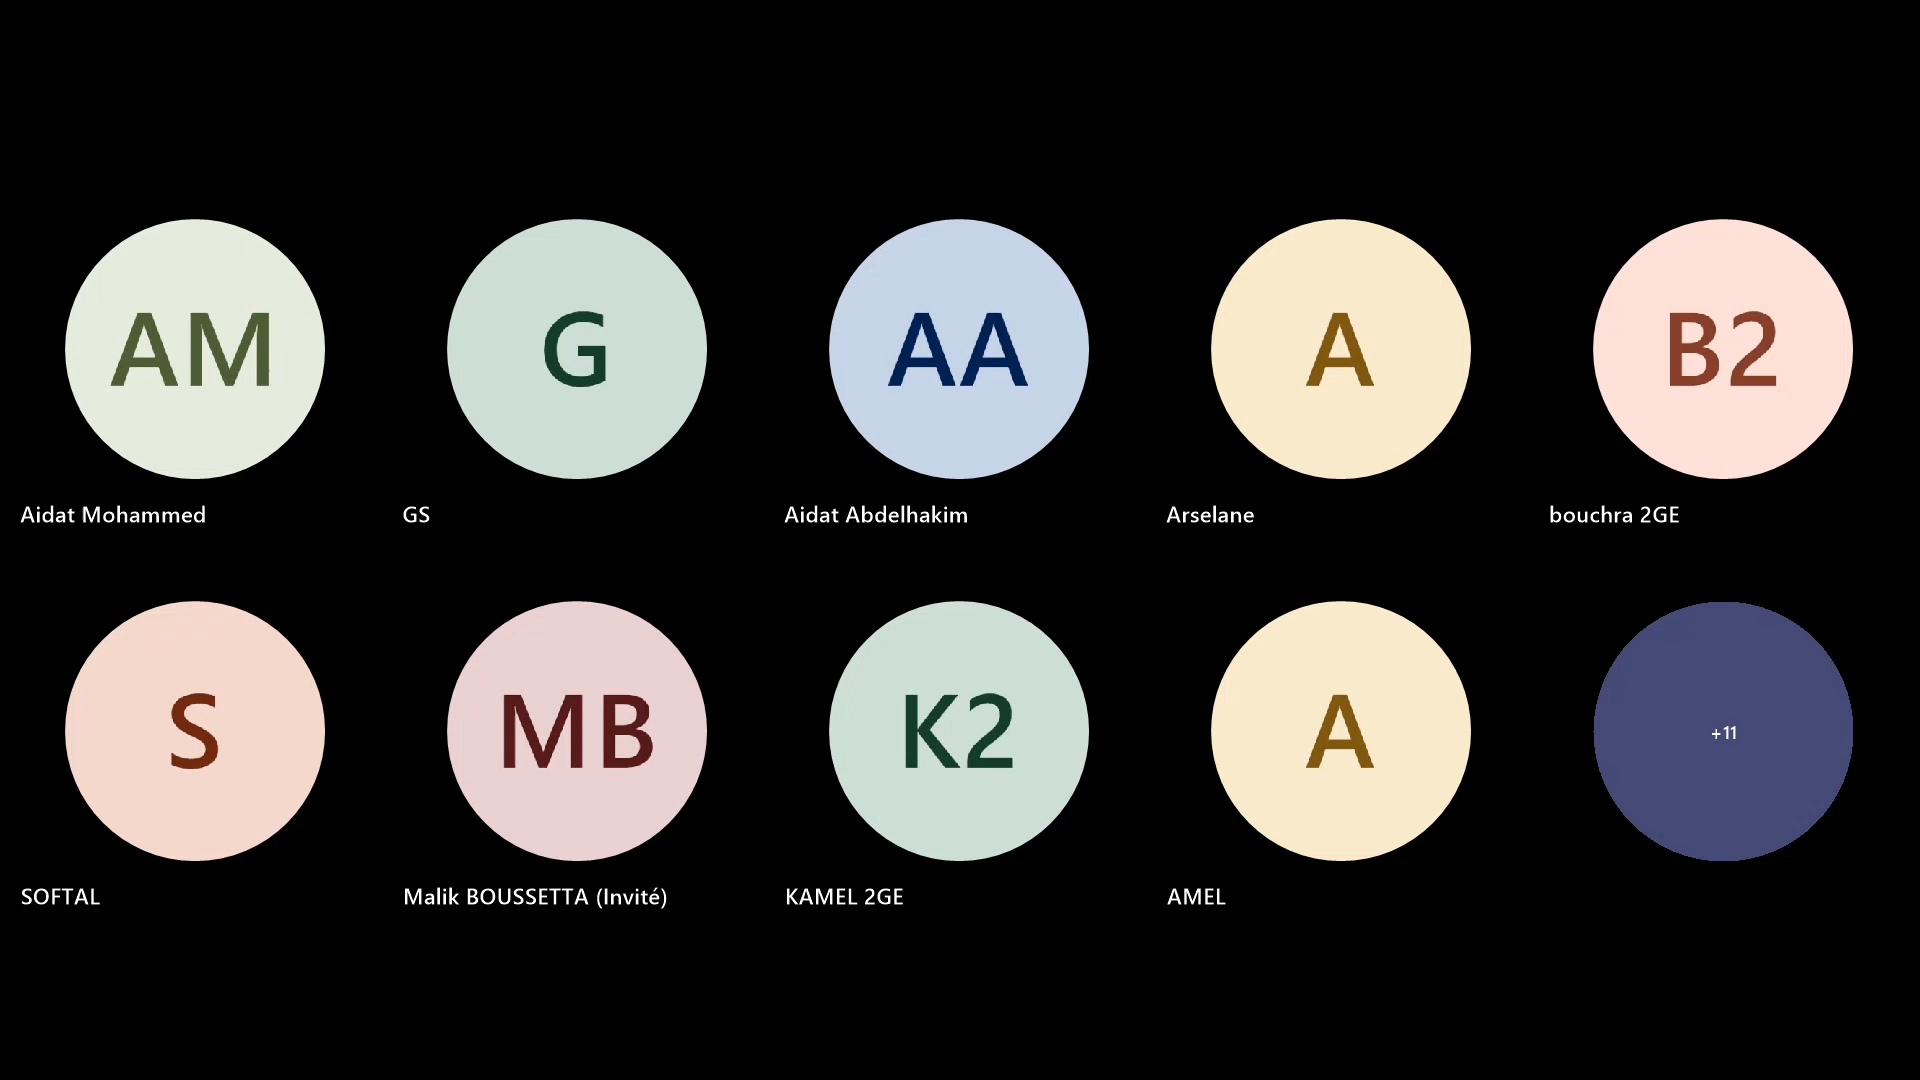 AM
G
AA
A
B2
Aidat Mohammed
GS
Aidat Abdelhakim
Arselane
bouchra 2GE
S
MB
K2
A
+11
SOFTAL
Malik BOUSSETTA (Invité)
KAMEL 2GE
AMEL